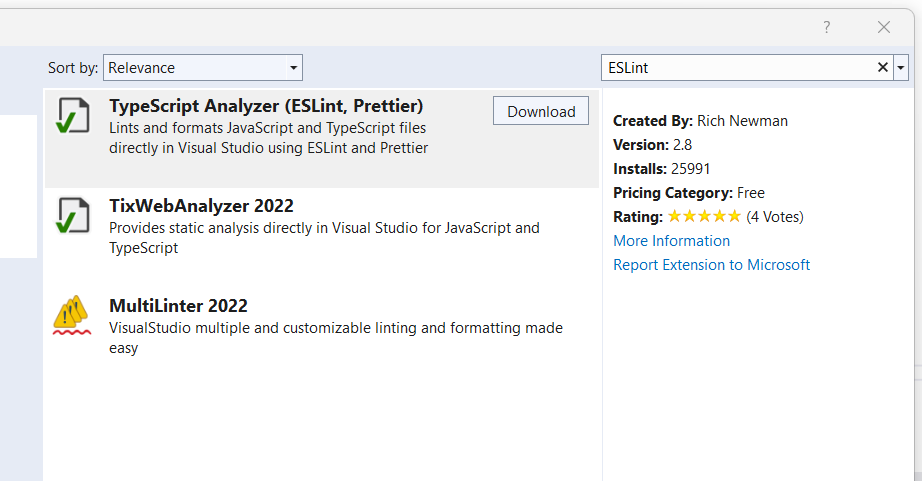 ?
Sort by: Relevance
ESLint
TypeScript Analyzer (ESLint, Prettier)
Download
Lints and formats JavaScript and TypeScript files
directly in Visual Studio using ESLint and Prettier
TixWebAnalyzer 2022
Provides static analysis directly in Visual Studio for JavaScript and
TypeScript
MultiLinter 2022
VisualStudio multiple and customizable linting and formatting made
easy
Created By: Rich Newman
Version: 2.8
Installs: 25991
Pricing Category: Free
Rating: (4 Votes)
More Information
Report Extension to Microsoft